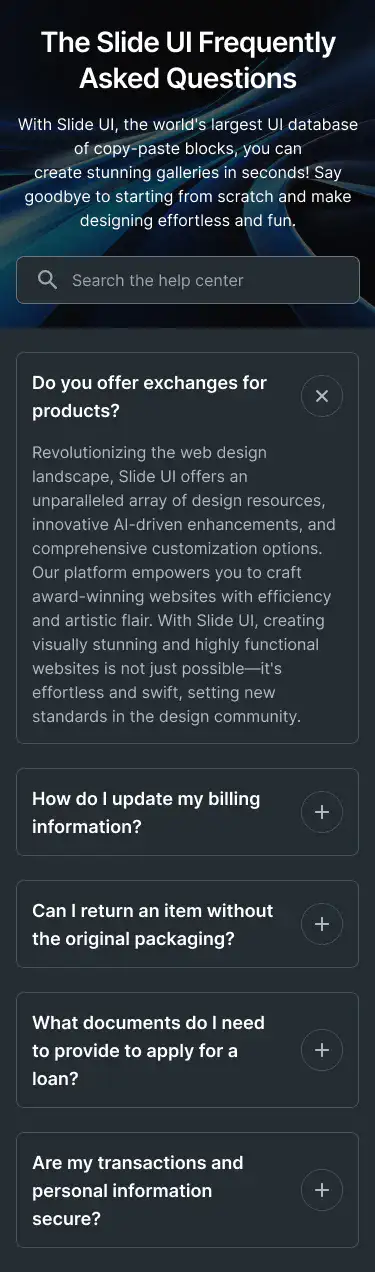 The Slide UI Frequently
Asked Questions
With Slide UI, the world's largest UI database
of copy-paste blocks, you can
create stunning galleries in seconds! Say
goodbye to starting from scratch and make
designing effortless and fun.
Search the help center
Do you offer exchanges for
products?
Revolutionizing the web design
landscape, Slide UI offers an
unparalleled array of design resources,
innovative AI-driven enhancements, and
comprehensive customization options.
Our platform empowers you to craft
award-winning websites with efficiency
and artistic flair. With Slide UI, creating
visually stunning and highly functional
websites is not just possible—it's
effortless and swift, setting new
standards in the design community.
How do I update my billing
information?
Can I return an item without
the original packaging?
What documents do I need
to provide to apply for a
loan?
Are my transactions and
personal information
secure?